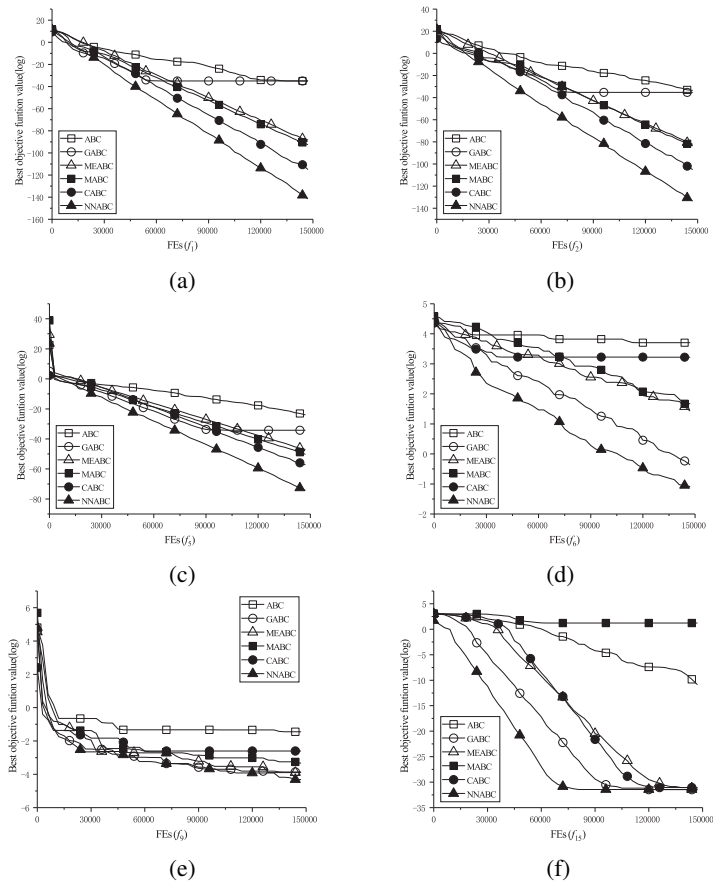 Best objective funtion value(log)
20
0
-20
-40
-60
-80
-100
-120
-140
-160
ABC
GABC
MEABC
MABC
CABC
NNABC
0
30000
60000
90000
120000
150000
FEs(f1)
(a)
Best objective funtion value(log)
40
20
0
-20
-40
-60
-80
-100
-120
-140
ABC
GABC
MEABC
MABC
CABC
NNABC
0
30000
60000
90000
120000
150000
FEs(f2)
(b)
Best objective funtion value(log)
40
20
0
-20
-40
-60
-80
ABC
GABC
MEABC
MABC
CABC
NNABC
0
30000
60000
90000
120000
150000
FEs(f5)
(c)
Best objective funtion value(log)
5
4
3
2
1
0
-1
-2
ABC
GABC
MEABC
MABC
CABC
NNABC
0
30000
60000
90000
120000
150000
FEs(f6)
(d)
Best objective funtion value(log)
6
4
2
0
-2
-4
-6
ABC
GABC
MEABC
MABC
CABC
NNABC
0
30000
60000
90000
120000
150000
FEs(f9)
(e)
Best objective funtion value(log)
5
0
-5
-10
-15
-20
-25
-30
-35
ABC
GABC
MEABC
MABC
CABC
NNABC
0
30000
60000
90000
120000
150000
FEs(f15)
(f)